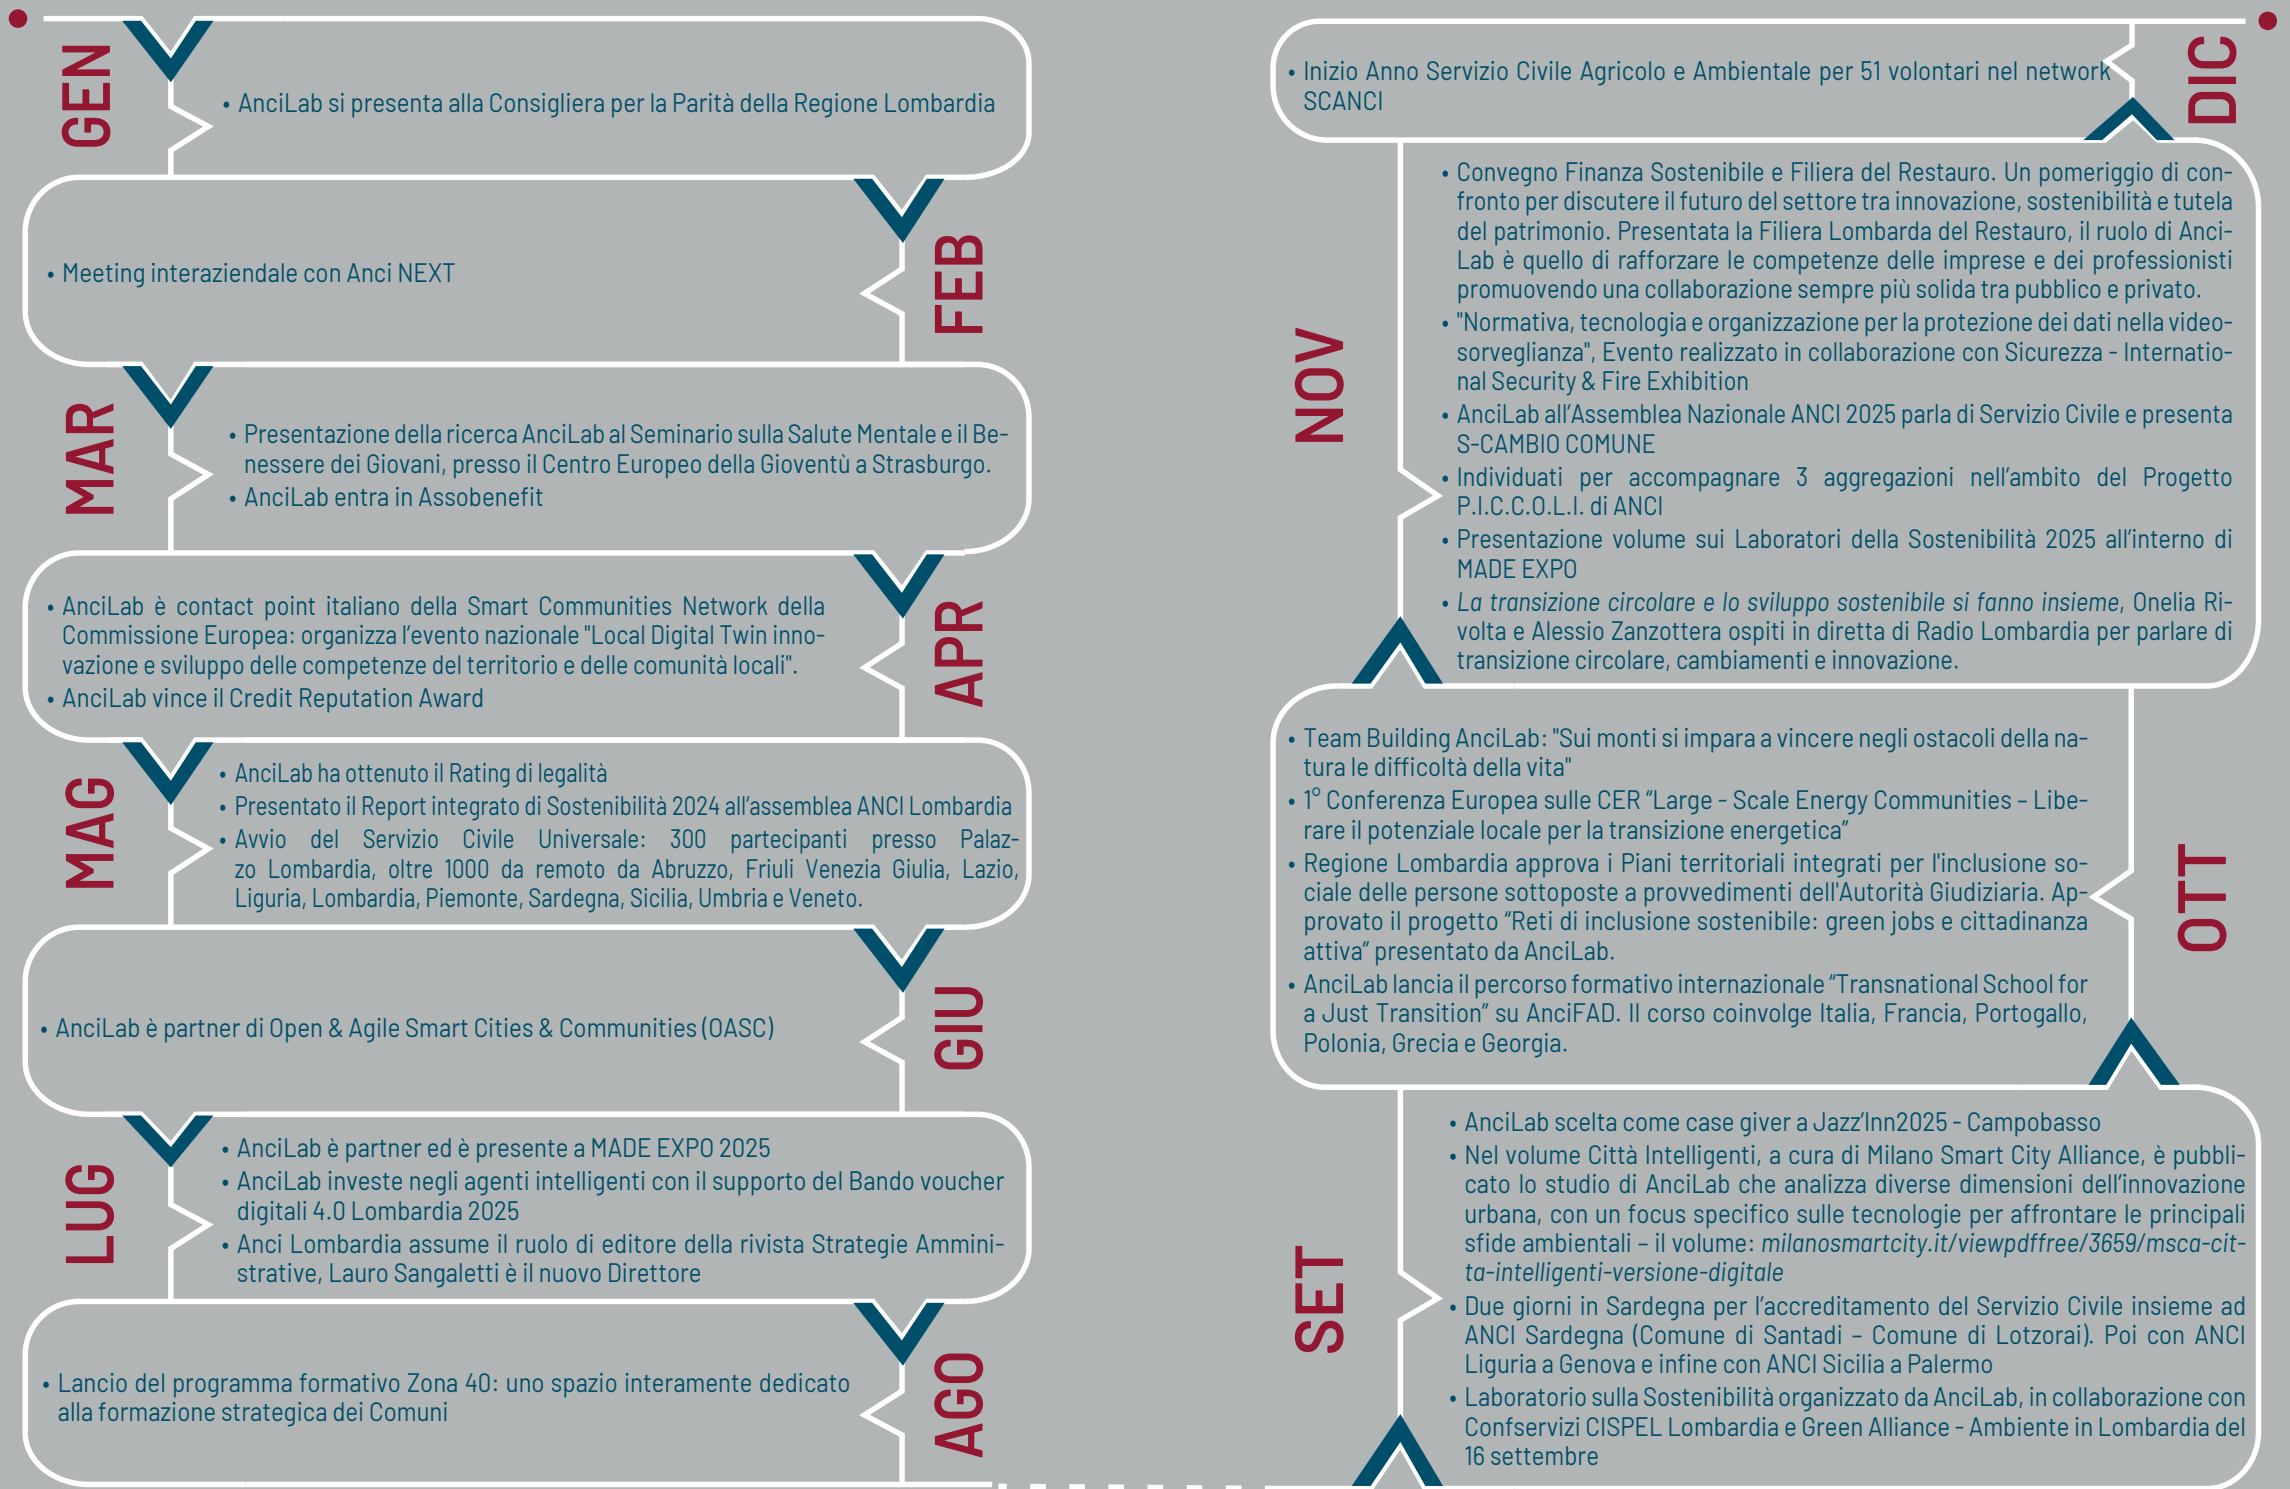 GEN
• AnciLab si presenta alla Consigliera per la Parità della Regione Lombardia
FEB
• Meeting interaziendale con Anci NEXT
MAR
• Presentazione della ricerca AnciLab al Seminario sulla Salute Mentale e il Be-
nessere dei Giovani, presso il Centro Europeo della Gioventù a Strasburgo.
• AnciLab entra in Assobenefit
APR
• AnciLab è contact point italiano della Smart Communities Network della
Commissione Europea: organizza l’evento nazionale "Local Digital Twin inno-
vazione e sviluppo delle competenze del territorio e delle comunità locali".
• AnciLab vince il Credit Reputation Award
MAG
• AnciLab ha ottenuto il Rating di legalità
• Presentato il Report integrato di Sostenibilità 2024 all’assemblea ANCI Lombardia
• Avvio del Servizio Civile Universale: 300 partecipanti presso Palaz-
zo Lombardia, oltre 1000 da remoto da Abruzzo, Friuli Venezia Giulia, Lazio,
Liguria, Lombardia, Piemonte, Sardegna, Sicilia, Umbria e Veneto.
GIU
• AnciLab è partner di Open & Agile Smart Cities & Communities (OASC)
LUG
• AnciLab è partner ed è presente a MADE EXPO 2025
• AnciLab investe negli agenti intelligenti con il supporto del Bando voucher
digitali 4.0 Lombardia 2025
• Anci Lombardia assume il ruolo di editore della rivista Strategie Ammini-
strative, Lauro Sangaletti è il nuovo Direttore
AGO
• Lancio del programma formativo Zona 40: uno spazio interamente dedicato
alla formazione strategica dei Comuni
DIC
• Inizio Anno Servizio Civile Agricolo e Ambientale per 51 volontari nel network
SCANCI
NOV
• Convegno Finanza Sostenibile e Filiera del Restauro. Un pomeriggio di con-
fronto per discutere il futuro del settore tra innovazione, sostenibilità e tutela
del patrimonio. Presentata la Filiera Lombarda del Restauro, il ruolo di Anci-
Lab è quello di rafforzare le competenze delle imprese e dei professionisti
promuovendo una collaborazione sempre più solida tra pubblico e privato.
• "Normativa, tecnologia e organizzazione per la protezione dei dati nella video-
sorveglianza", Evento realizzato in collaborazione con Sicurezza - Internatio-
nal Security & Fire Exhibition
• AnciLab all’Assemblea Nazionale ANCI 2025 parla di Servizio Civile e presenta
S-CAMBIO COMUNE
• Individuati per accompagnare 3 aggregazioni nell’ambito del Progetto
P.I.C.C.O.L.I. di ANCI
• Presentazione volume sui Laboratori della Sostenibilità 2025 all’interno di
MADE EXPO
• La transizione circolare e lo sviluppo sostenibile si fanno insieme, Onelia Ri-
volta e Alessio Zanzottera ospiti in diretta di Radio Lombardia per parlare di
transizione circolare, cambiamenti e innovazione.
OTT
• Team Building AnciLab: "Sui monti si impara a vincere negli ostacoli della na-
tura le difficoltà della vita"
• 1° Conferenza Europea sulle CER “Large - Scale Energy Communities – Libe-
rare il potenziale locale per la transizione energetica”
• Regione Lombardia approva i Piani territoriali integrati per l'inclusione so-
ciale delle persone sottoposte a provvedimenti dell'Autorità Giudiziaria. Ap-
provato il progetto “Reti di inclusione sostenibile: green jobs e cittadinanza
attiva” presentato da AnciLab.
• AnciLab lancia il percorso formativo internazionale “Transnational School for
a Just Transition” su AnciFAD. Il corso coinvolge Italia, Francia, Portogallo,
Polonia, Grecia e Georgia.
SET
• AnciLab scelta come case giver a Jazz’Inn2025 - Campobasso
• Nel volume Città Intelligenti, a cura di Milano Smart City Alliance, è pubbli-
cato lo studio di AnciLab che analizza diverse dimensioni dell’innovazione
urbana, con un focus specifico sulle tecnologie per affrontare le principali
sfide ambientali – il volume: milanosmartcity.it/viewpdffree/3659/msca-cit-
ta-intelligenti-versione-digitale
• Due giorni in Sardegna per l’accreditamento del Servizio Civile insieme ad
ANCI Sardegna (Comune di Santadi – Comune di Lotzorai). Poi con ANCI
Liguria a Genova e infine con ANCI Sicilia a Palermo
• Laboratorio sulla Sostenibilità organizzato da AnciLab, in collaborazione con
Confservizi CISPEL Lombardia e Green Alliance - Ambiente in Lombardia del
16 settembre